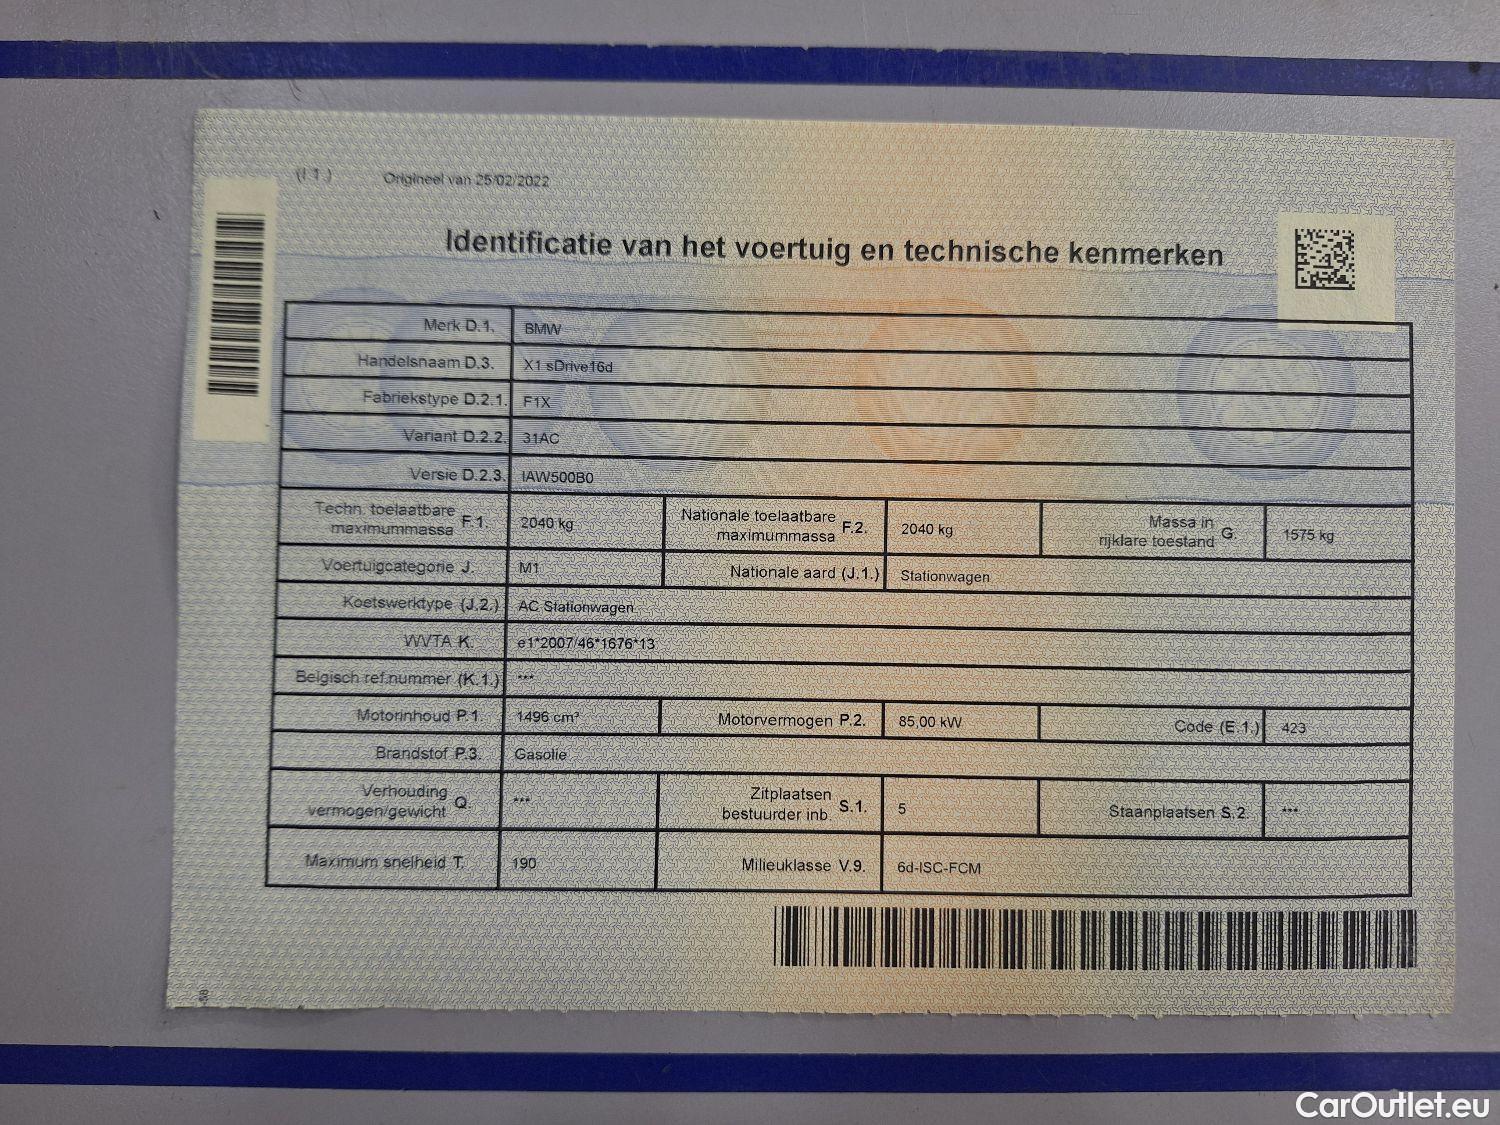 (I.1.) Origineel van 25/02/2022
Identificatie van het voertuig en technische kenmerken
Merk D.1. BMW
Handelsnaam D.3. X1 sDrive16d
Fabriekstype D.2.1. F1X
Variant D.2.2. 31AC
Versie D.2.3. IAW500B0
Techn. toelaatbare maximummassa F.1. 2040 kg Nationale toelaatbare maximummassa F.2. 2040 kg Massa in rijklare toestand G. 1575 kg
Voertuigcategorie J. M1 Nationale aard (J.1.) Stationwagen
Koetswerktype (J.2.) AC Stationwagen
WVTA K. e1*2007/46*1676*13
Belgisch ref.nummer (K.1.) ***
Motorinhoud P.1. 1496 cm³ Motorvermogen P.2. 85,00 kW Code (E.1.) 423
Brandstof P.3. Gasolie
Verhouding vermogen/gewicht Q. *** Zitplaatsen bestuurder inb. S.1. 5 Staanplaatsen S.2. ***
Maximum snelheid T. 190 Milieuklasse V.9. 6d-ISC-FCM
CarOutlet.eu